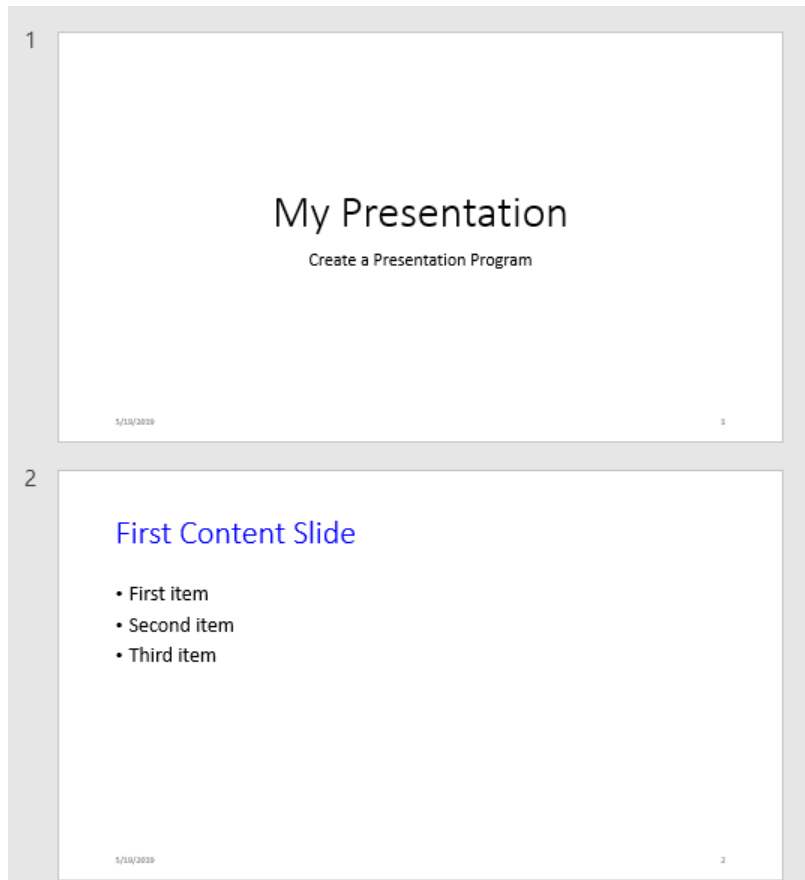 1
My Presentation
Create a Presentation Program
5/19/2019
1
2
First Content Slide
• First item
• Second item
• Third item
5/19/2019
2